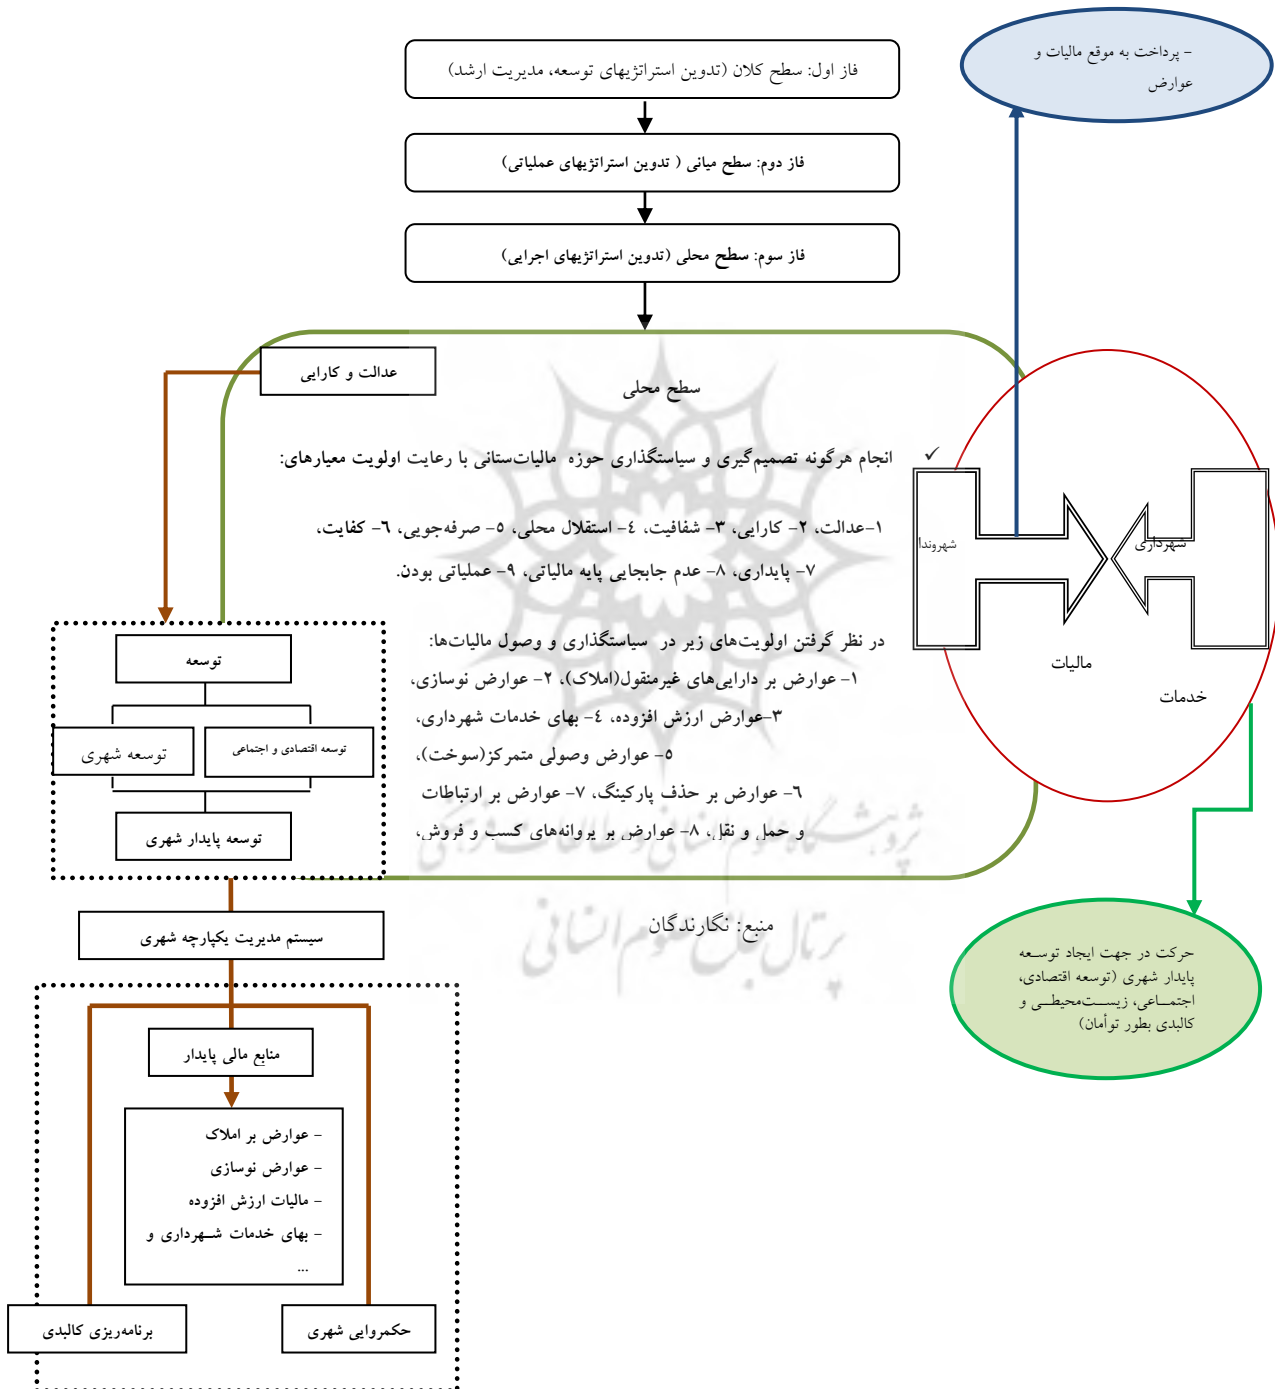 - پرداخت به موقع مالیات و
عوارض
فاز اول: سطح کلان (تدوین استراتژیهای توسعه، مدیریت ارشد)
فاز دوم: سطح میانی ( تدوین استراتژیهای عملیاتی)
فاز سوم: سطح محلی (تدوین استراتژیهای اجرایی)
عدالت و کارایی
سطح محلی
✓ انجام هرگونه تصمیم‌گیری و سیاستگذاری حوزه مالیات‌ستانی با رعایت اولویت معیارهای:
۱-عدالت، ۲- کارایی، ۳- شفافیت، ٤- استقلال محلی، ٥- صرفه‌جویی، ٦- کفایت،
۷- پایداری، ۸- عدم جابجایی پایه مالیاتی، ۹- عملیاتی بودن.
در نظر گرفتن اولویت‌های زیر در سیاستگذاری و وصول مالیات‌ها:
۱- عوارض بر دارایی‌های غیرمنقول(املاک)، ۲- عوارض نوسازی،
۳-عوارض ارزش افزوده، ٤- بهای خدمات شهرداری،
٥- عوارض وصولی متمرکز(سوخت)،
٦- عوارض بر حذف پارکینگ، ۷- عوارض بر ارتباطات
و حمل و نقل، ۸- عوارض بر پروانه‌های کسب و فروش،
شهروندا
شهرداری
مالیات
خدمات
توسعه
توسعه اقتصادی و اجتماعی
توسعه شهری
توسعه پایدار شهری
منبع: نگارندگان
پژوهشگاه علوم انسانی و مطالعات فرهنگی
پرتال جامع علوم انسانی
سیستم مدیریت یکپارچه شهری
حرکت در جهت ایجاد توسعه
پایدار شهری (توسعه اقتصادی،
اجتماعی، زیست‌محیطی و
کالبدی بطور توأمان)
منابع مالی پایدار
- عوارض بر املاک
- عوارض نوسازی
- مالیات ارزش افزوده
- بهای خدمات شهرداری و
...
حکمروایی شهری
برنامه‌ریزی کالبدی